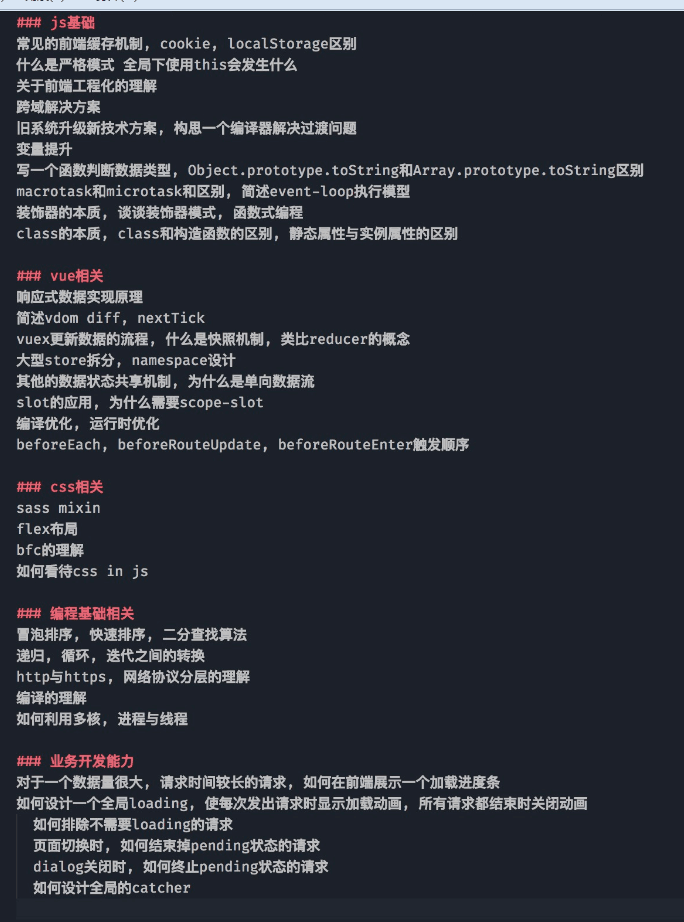 ### js基础
常见的前端缓存机制, cookie, localStorage区别
什么是严格模式 全局下使用this会发生什么
关于前端工程化的理解
跨域解决方案
旧系统升级新技术方案, 构思一个编译器解决过渡问题
变量提升
写一个函数判断数据类型, Object.prototype.toString和Array.prototype.toString区别
macrotask和microtask和区别, 简述event-loop执行模型
装饰器的本质, 谈谈装饰器模式, 函数式编程
class的本质, class和构造函数的区别, 静态属性与实例属性的区别
### vue相关
响应式数据实现原理
简述vdom diff, nextTick
vuex更新数据的流程, 什么是快照机制, 类比reducer的概念
大型store拆分, namespace设计
其他的数据状态共享机制, 为什么是单向数据流
slot的应用, 为什么需要scope-slot
编译优化, 运行时优化
beforeEach, beforeRouteUpdate, beforeRouteEnter触发顺序
### css相关
sass mixin
flex布局
bfc的理解
如何看待css in js
### 编程基础相关
冒泡排序, 快速排序, 二分查找算法
递归, 循环, 迭代之间的转换
http与https, 网络协议分层的理解
编译的理解
如何利用多核, 进程与线程
### 业务开发能力
对于一个数据量很大, 请求时间较长的请求, 如何在前端展示一个加载进度条
如何设计一个全局loading, 使每次发出请求时显示加载动画, 所有请求都结束时关闭动画
如何排除不需要loading的请求
页面切换时, 如何结束掉pending状态的请求
dialog关闭时, 如何终止pending状态的请求
如何设计全局的catcher